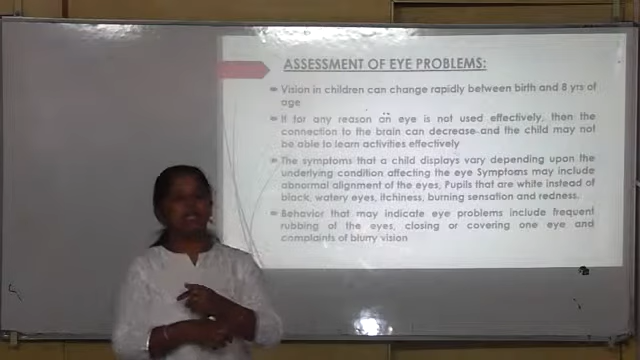 ASSESSMENT OF EYE PROBLEMS:
Vision in children can change rapidly between birth and 8 yrs of
age
If for any reason an eye is not used effectively, then the
connection to the brain can decrease and the child may not
be able to learn activities effectively
The symptoms that a child displays vary depending upon the
underlying condition affecting the eye Symptoms may include
abnormal alignment of the eyes, Pupils that are white instead of
black, watery eyes, itchiness, burning sensation and redness.
Behavior that may indicate eye problems include frequent
rubbing of the eyes, closing or covering one eye and
complaints of blurry vision